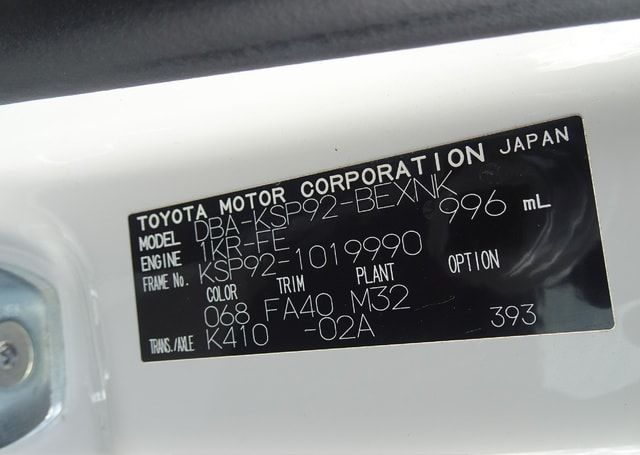 TOYOTA MOTOR CORPORATION JAPAN
MODEL DBA-KSP92-BEXNK
ENGINE 1KR-FE 996 mL
FRAME No. KSP92-1019990
COLOR TRIM PLANT OPTION
068 FA40 M32
TRANS./AXLE K410 -02A 393